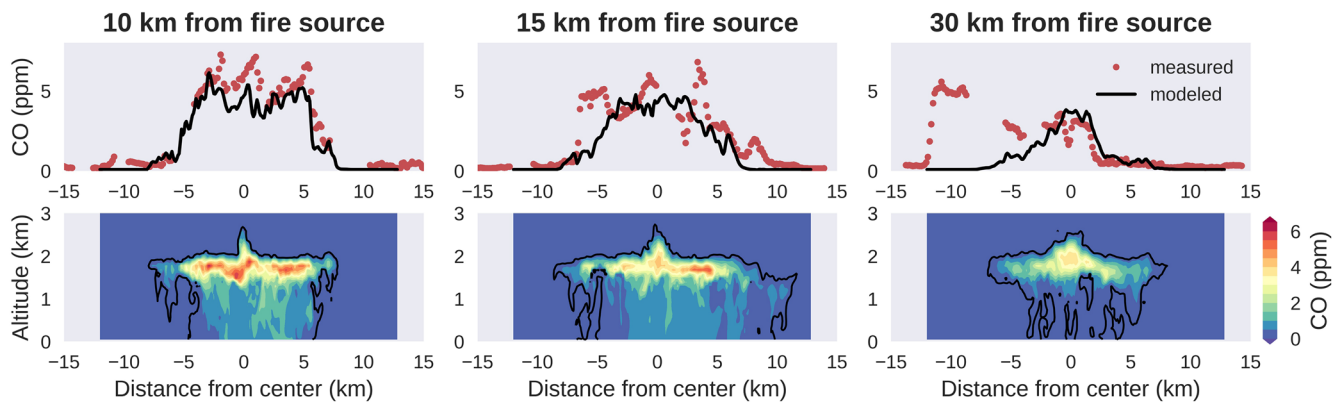 10 km from fire source
15 km from fire source
30 km from fire source
CO (ppm)
5
0
−15 −10 −5 0 5 10 15
5
0
−15 −10 −5 0 5 10 15
measured
modeled
5
0
−15 −10 −5 0 5 10 15
Altitude (km)
3
2
1
0
−15 −10 −5 0 5 10 15
Distance from center (km)
3
2
1
0
−15 −10 −5 0 5 10 15
Distance from center (km)
3
2
1
0
−15 −10 −5 0 5 10 15
Distance from center (km)
6
4
2
0
CO (ppm)